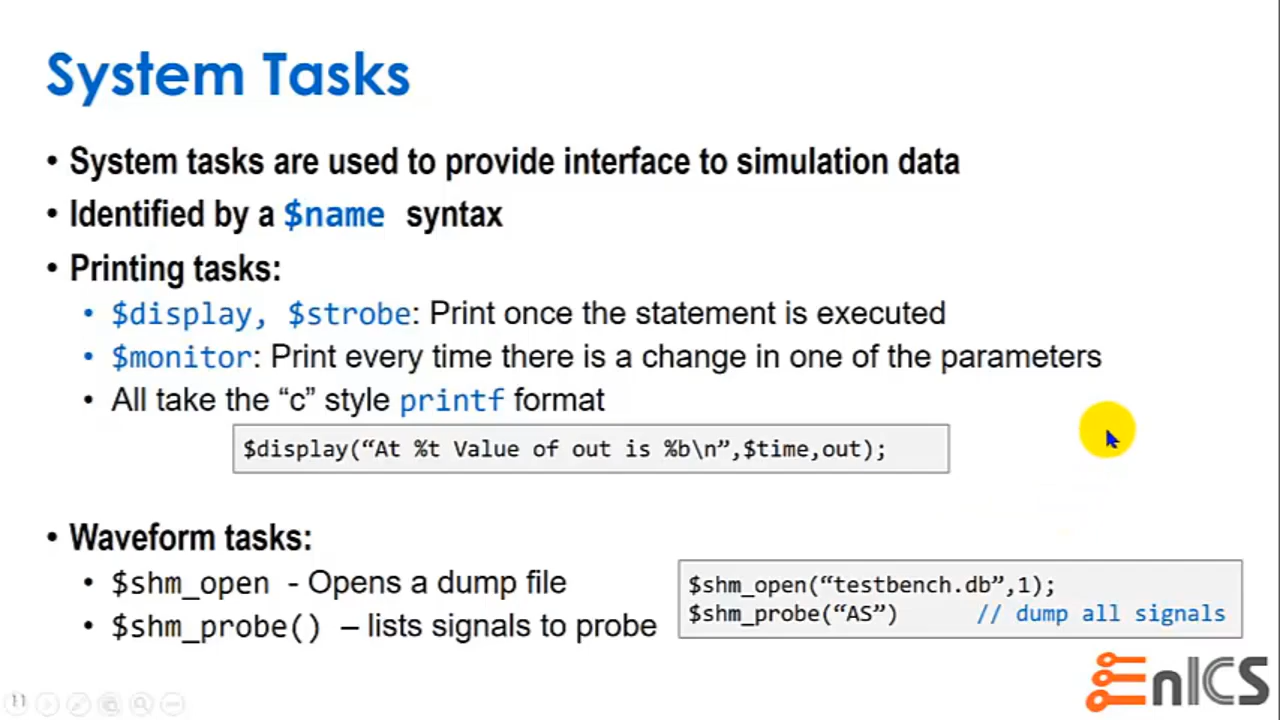 System Tasks
• System tasks are used to provide interface to simulation data
• Identified by a $name syntax
• Printing tasks:
• $display, $strobe: Print once the statement is executed
• $monitor: Print every time there is a change in one of the parameters
• All take the “c” style printf format
$display(“At %t Value of out is %b\n”,$time,out);
• Waveform tasks:
• $shm_open - Opens a dump file
• $shm_probe() – lists signals to probe
$shm_open(“testbench.db”,1);
$shm_probe(“AS”) // dump all signals
EnICS
11